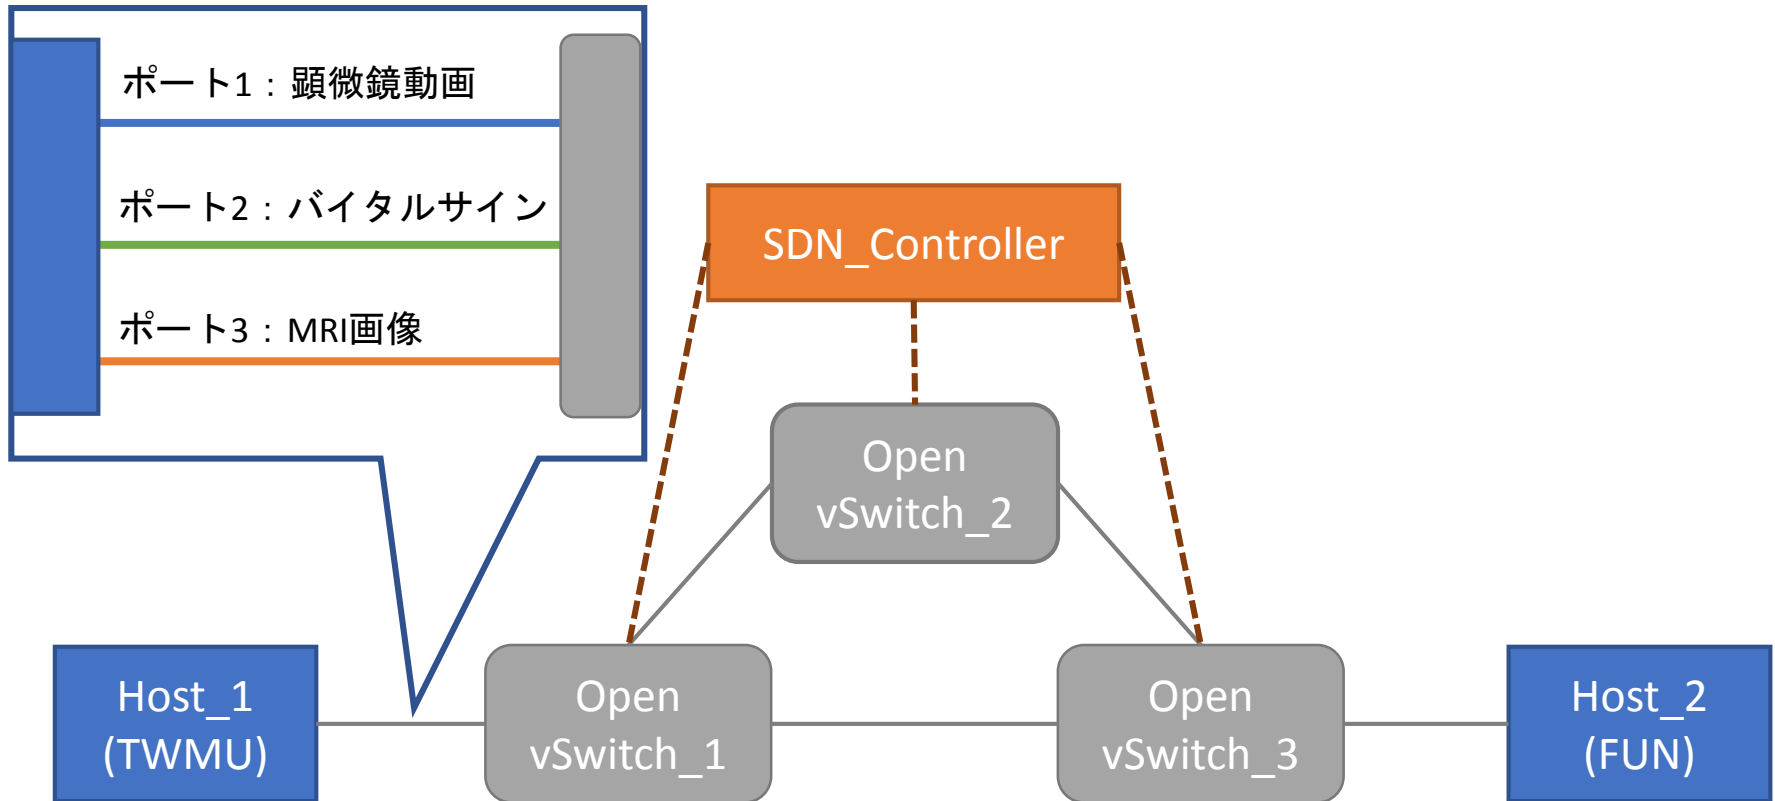 ポート1：顕微鏡動画
ポート2：バイタルサイン
ポート3：MRI画像
SDN_Controller
Open
vSwitch_2
Host_1
(TWMU)
Open
vSwitch_1
Open
vSwitch_3
Host_2
(FUN)